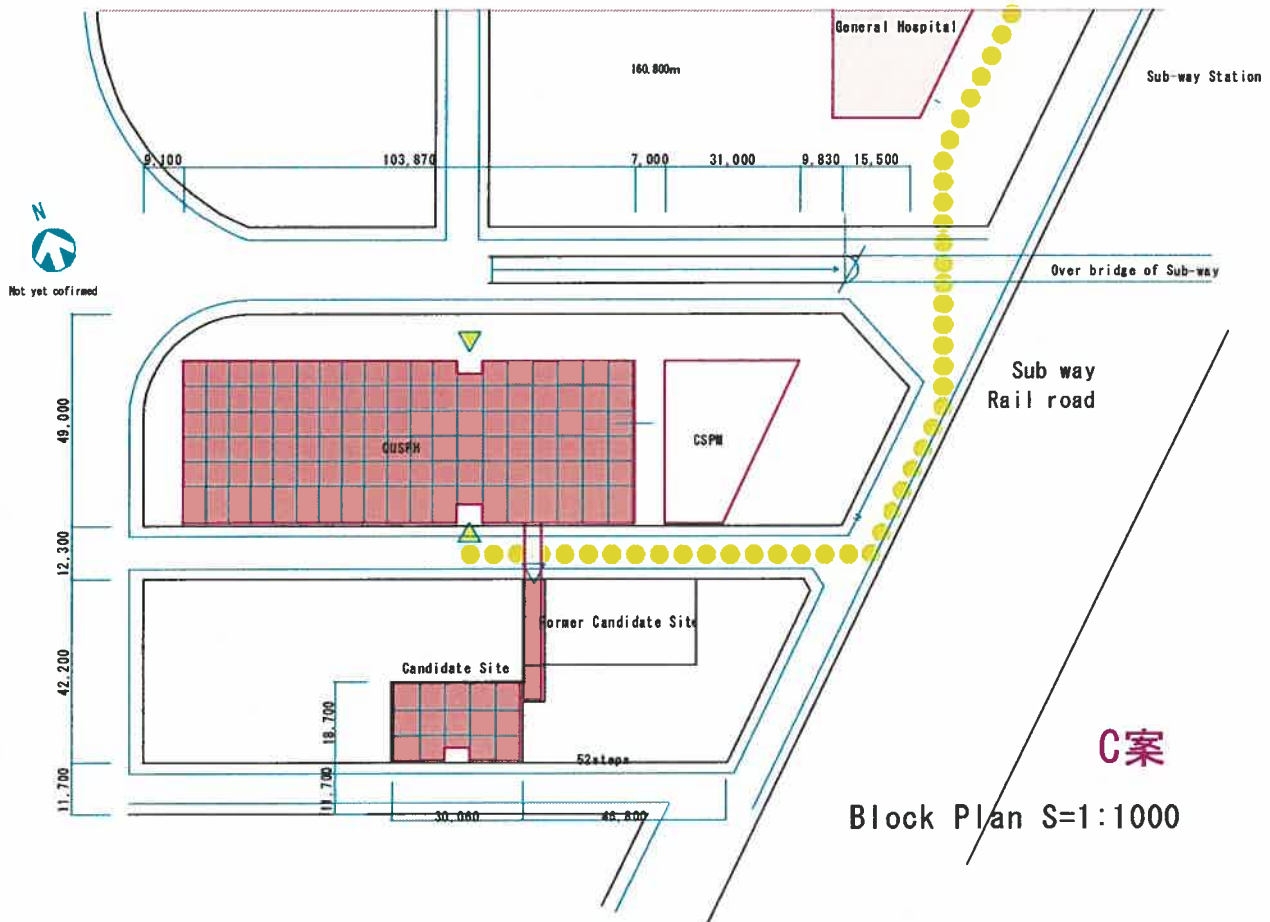 General Hospital
160.800m
Sub-way Station
9,100
103,870
7,000
31,000
9,830
15,500
N
Not yet cofirmed
Over bridge of Sub-way
Sub way
Rail road
49,000
CSPM
12,300
Former Candidate Site
Candidate Site
42,200
18,700
52steps
11,700
11,700
30,060
46,800
C案
Block Plan S=1:1000